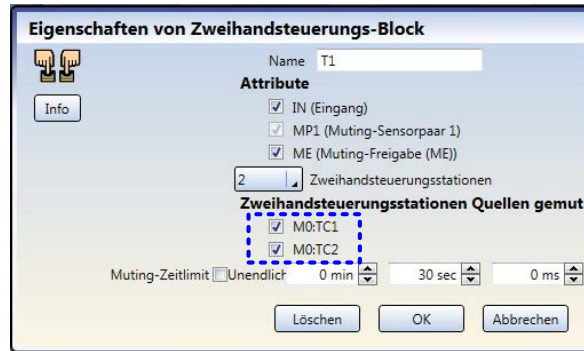 Eigenschaften von Zweihandsteuerungs-Block
Name T1
Attribute
Info
IN (Eingang)
MP1 (Muting-Sensorpaar 1)
ME (Muting-Freigabe (ME))
2 Zweihandsteuerungsstationen
Zweihandsteuerungsstationen Quellen gemut
M0:TC1
M0:TC2
Muting-Zeitlimit Unendlich 0 min 30 sec 0 ms
Löschen OK Abbrechen